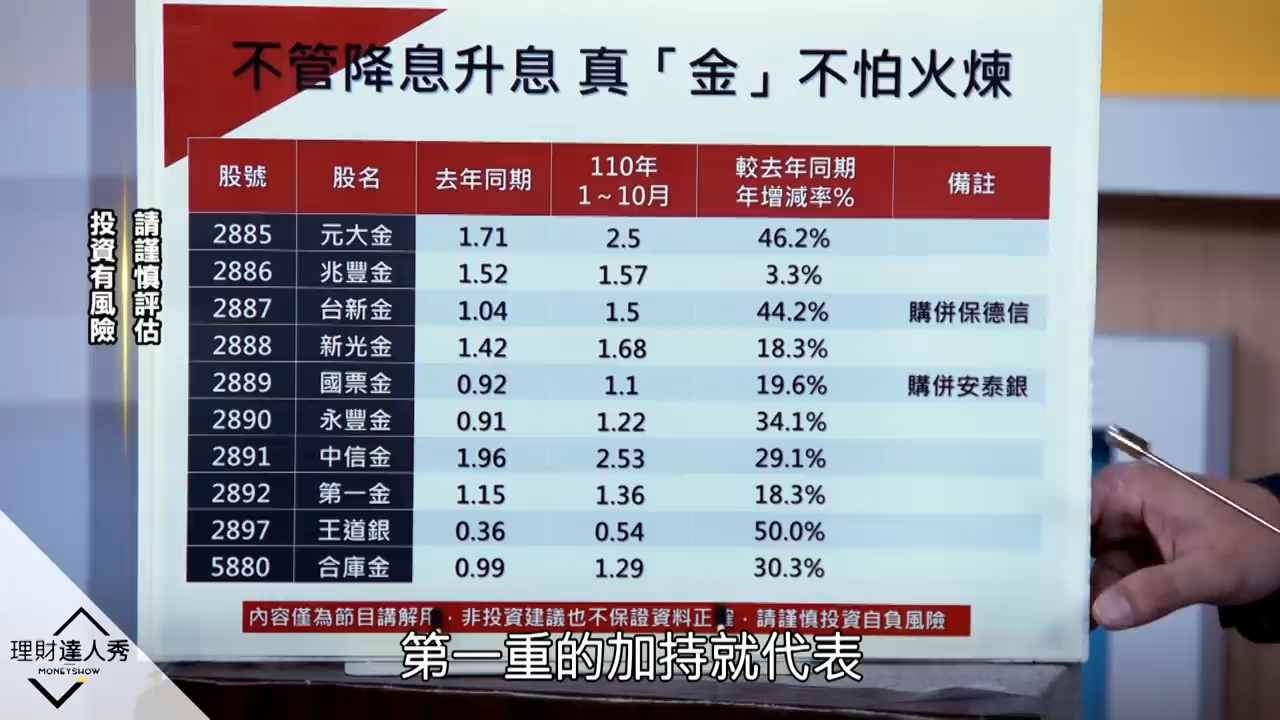 不管降息升息 真「金」不怕火煉
股號 股名 去年同期 110年1～10月 較去年同期年增減率% 備註
2885 元大金 1.71 2.5 46.2%
2886 兆豐金 1.52 1.57 3.3%
2887 台新金 1.04 1.5 44.2% 購併保德信
2888 新光金 1.42 1.68 18.3%
2889 國票金 0.92 1.1 19.6% 購併安泰銀
2890 永豐金 0.91 1.22 34.1%
2891 中信金 1.96 2.53 29.1%
2892 第一金 1.15 1.36 18.3%
2897 王道銀 0.36 0.54 50.0%
5880 合庫金 0.99 1.29 30.3%
內容僅為節目講解用，非投資建議也不保證資料正確，請謹慎投資自負風險
請謹慎評估
投資有風險
第一重的加持就代表
理財達人秀
MONEYSHOW